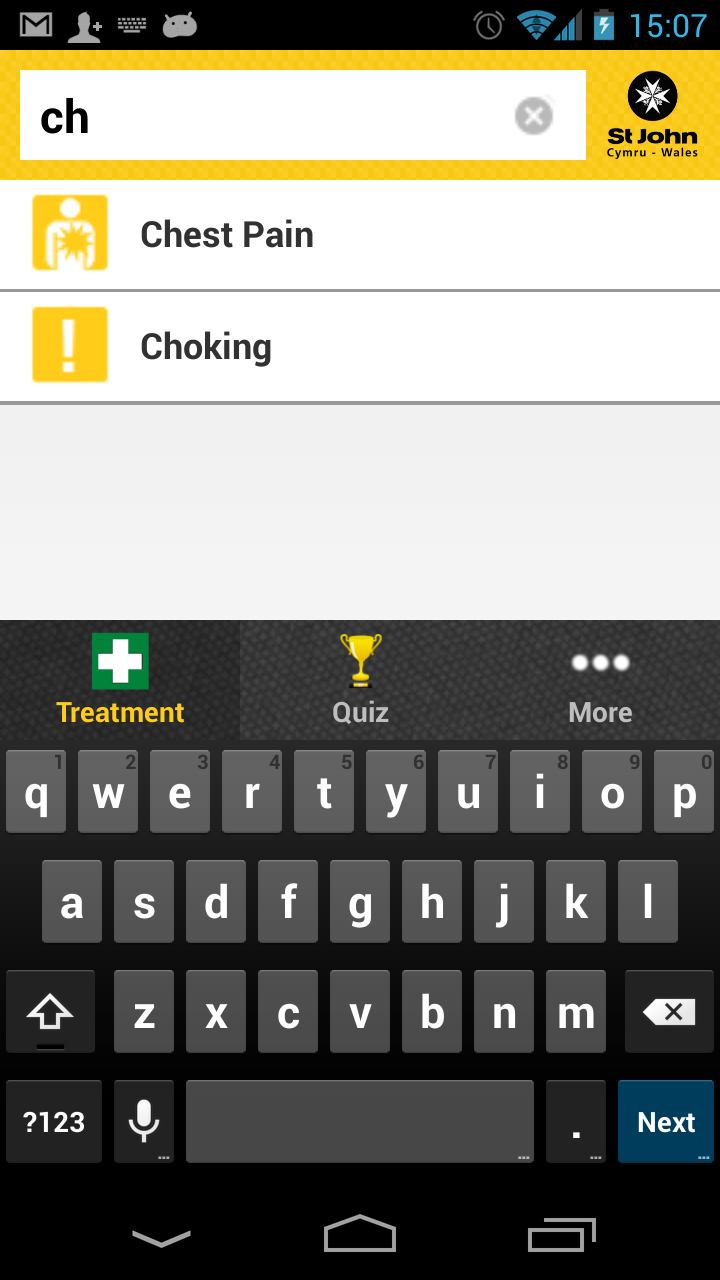 15:07
ch
St John
Cymru - Wales
Chest Pain
Choking
!
Treatment Quiz More
1 2 3 4 5 6 7 8 9 0
q w e r t y u i o p
a s d f g h j k l
z x c v b n m
?123 . Next